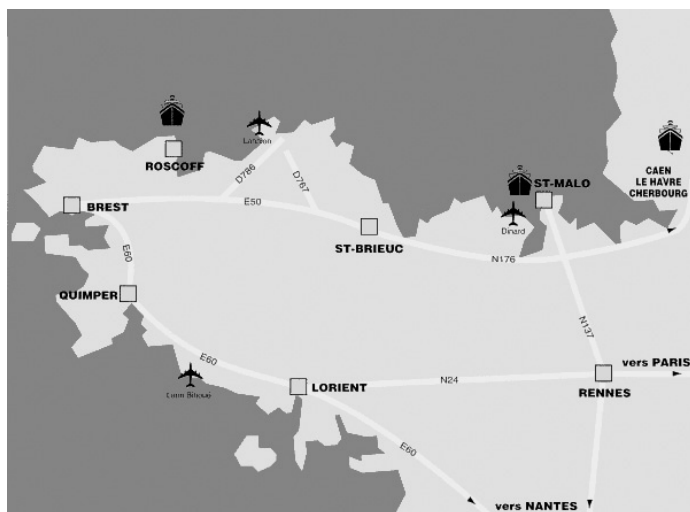 Lannion
ROSCOFF
D786
D767
ST-MALO
CAEN
LE HAVRE
CHERBOURG
BREST
E50
Dinard
ST-BRIEUC
N176
E60
QUIMPER
N137
E60
vers PARIS
LORIENT
N24
RENNES
E60
vers NANTES